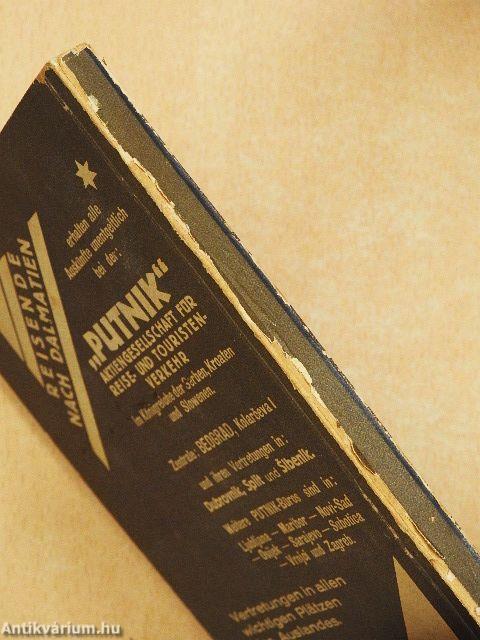 REISENDE
NACH DALMATIEN
erhalten alle
Auskünfte unentgeltlich
bei der:
„PUTNIK“
AKTIENGESELLSCHAFT FÜR
REISE- UND TOURISTEN-
VERKEHR
im Königreiche der Serben, Kroaten
und Slowenen.
Zentrale: BEOGRAD, Kolarčeva 1
und ihren Vertretungen in:
Dubrovnik, Split und Šibenik.
Weitere PUTNIK-Büros sind in:
Ljubljana — Maribor — Novi-Sad
— Osijek — Sarajevo — Subotica
— Vršac und Zagreb.
Vertretungen in allen
wichtigen Plätzen
des Auslandes.
Antikvárium.hu